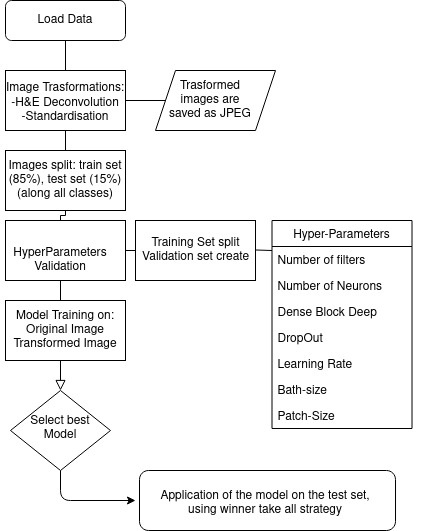 Load Data
Image Trasformations:
-H&E Deconvolution
-Standardisation
Trasformed
images are
saved as JPEG
Images split: train set
(85%), test set (15%)
(along all classes)
HyperParameters
Validation
Training Set split
Validation set create
Hyper-Parameters
Number of filters
Number of Neurons
Dense Block Deep
DropOut
Learning Rate
Bath-size
Patch-Size
Model Training on:
Original Image
Transformed Image
Select best
Model
Application of the model on the test set,
using winner take all strategy